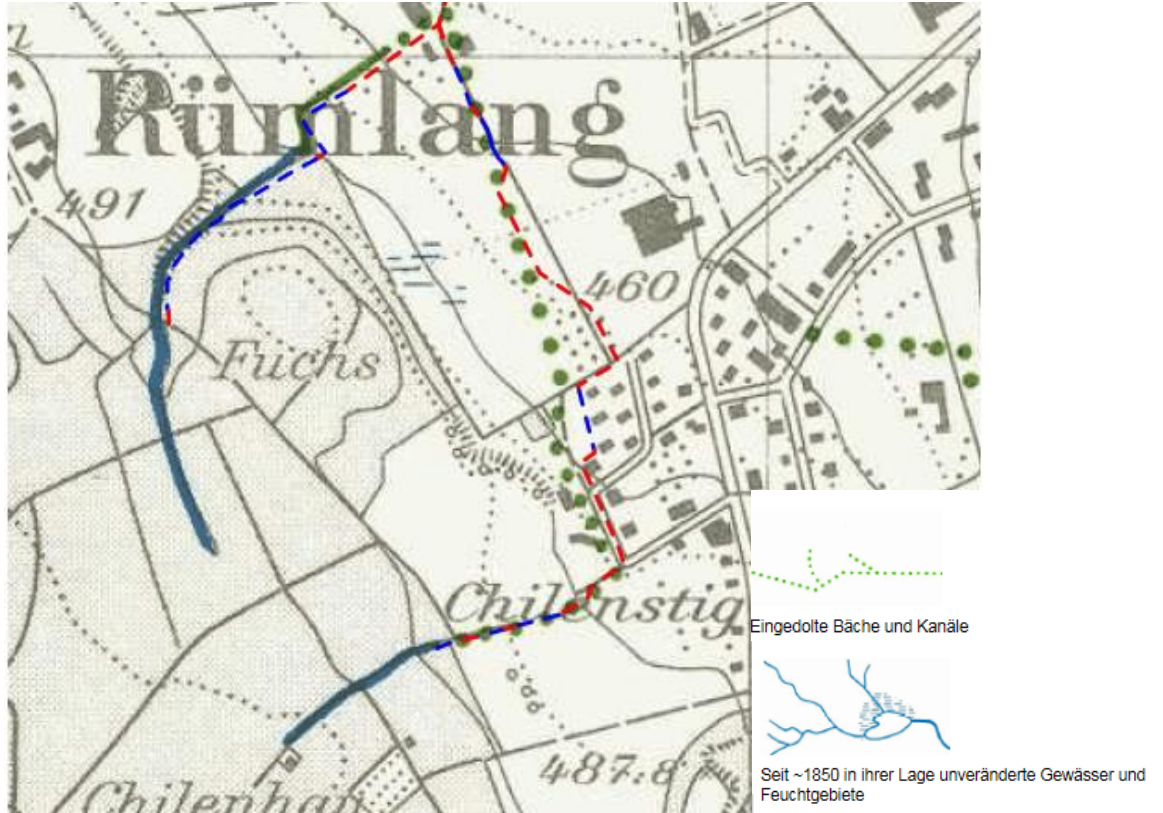 Rümlang
491
460
Fuchs
Chilenstig
Eingedolte Bäche und Kanäle
487.8
Seit ~1850 in ihrer Lage unveränderte Gewässer und
Feuchtgebiete
Chilenhau